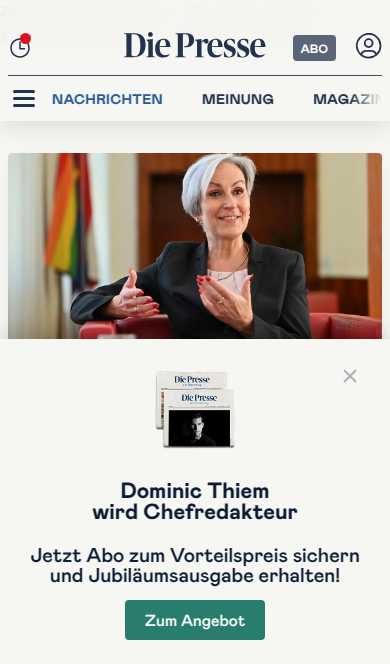 Die Presse
ABO
NACHRICHTEN MEINUNG MAGAZIN
Die Presse
Die Presse
Dominic Thiem
wird Chefredakteur
Jetzt Abo zum Vorteilspreis sichern
und Jubiläumsausgabe erhalten!
Zum Angebot